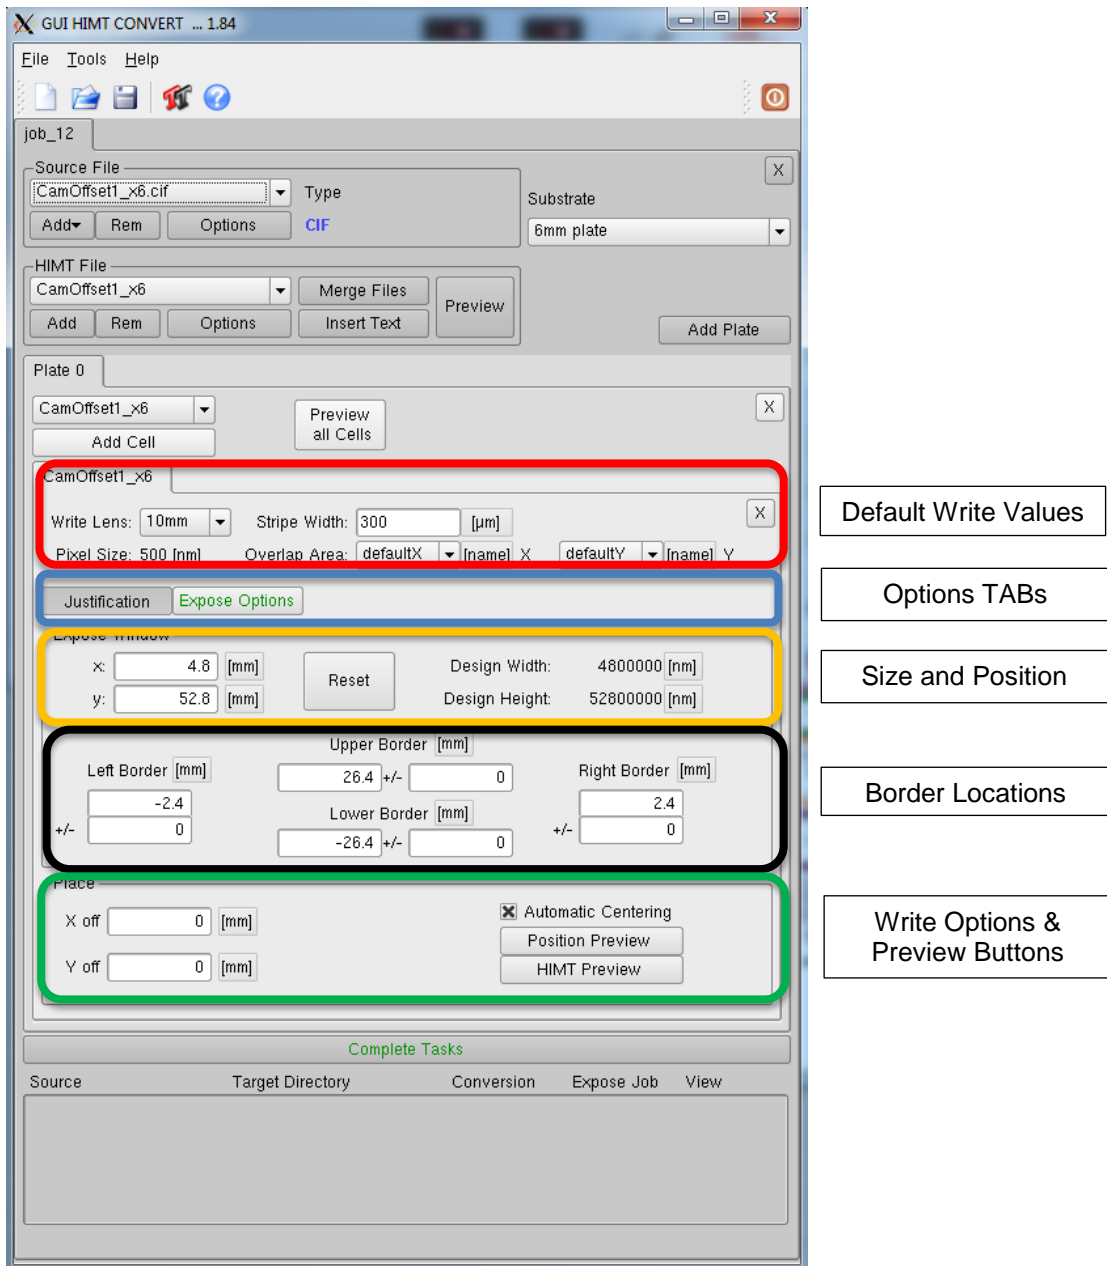 GUI HIMT CONVERT ... 1.84
File Tools Help
job_12
Source File
X
CamOffset1_x6.cif
Type
Substrate
Add
Rem
Options
CIF
6mm plate
HIMT File
CamOffset1_x6
Merge Files
Preview
Add
Rem
Options
Insert Text
Add Plate
Plate 0
CamOffset1_x6
Preview
all Cells
X
Add Cell
CamOffset1_x6
Write Lens: 10mm Stripe Width: 300 [µm] X
Default Write Values
Pixel Size: 500 [nm] Overlap Area: defaultX [name] X defaultY [name] Y
Justification Expose Options
Options TABs
Expose Window
x: 4.8 [mm] Reset Design Width: 4800000 [nm]
y: 52.8 [mm] Design Height: 52800000 [nm]
Size and Position
Upper Border [mm]
Left Border [mm] 26.4 +/- 0 Right Border [mm]
-2.4 Lower Border [mm] 2.4
+/- 0 -26.4 +/- 0 +/- 0
Border Locations
Place
X off 0 [mm] Automatic Centering
Position Preview
Y off 0 [mm] HIMT Preview
Write Options &
Preview Buttons
Complete Tasks
Source Target Directory Conversion Expose Job View